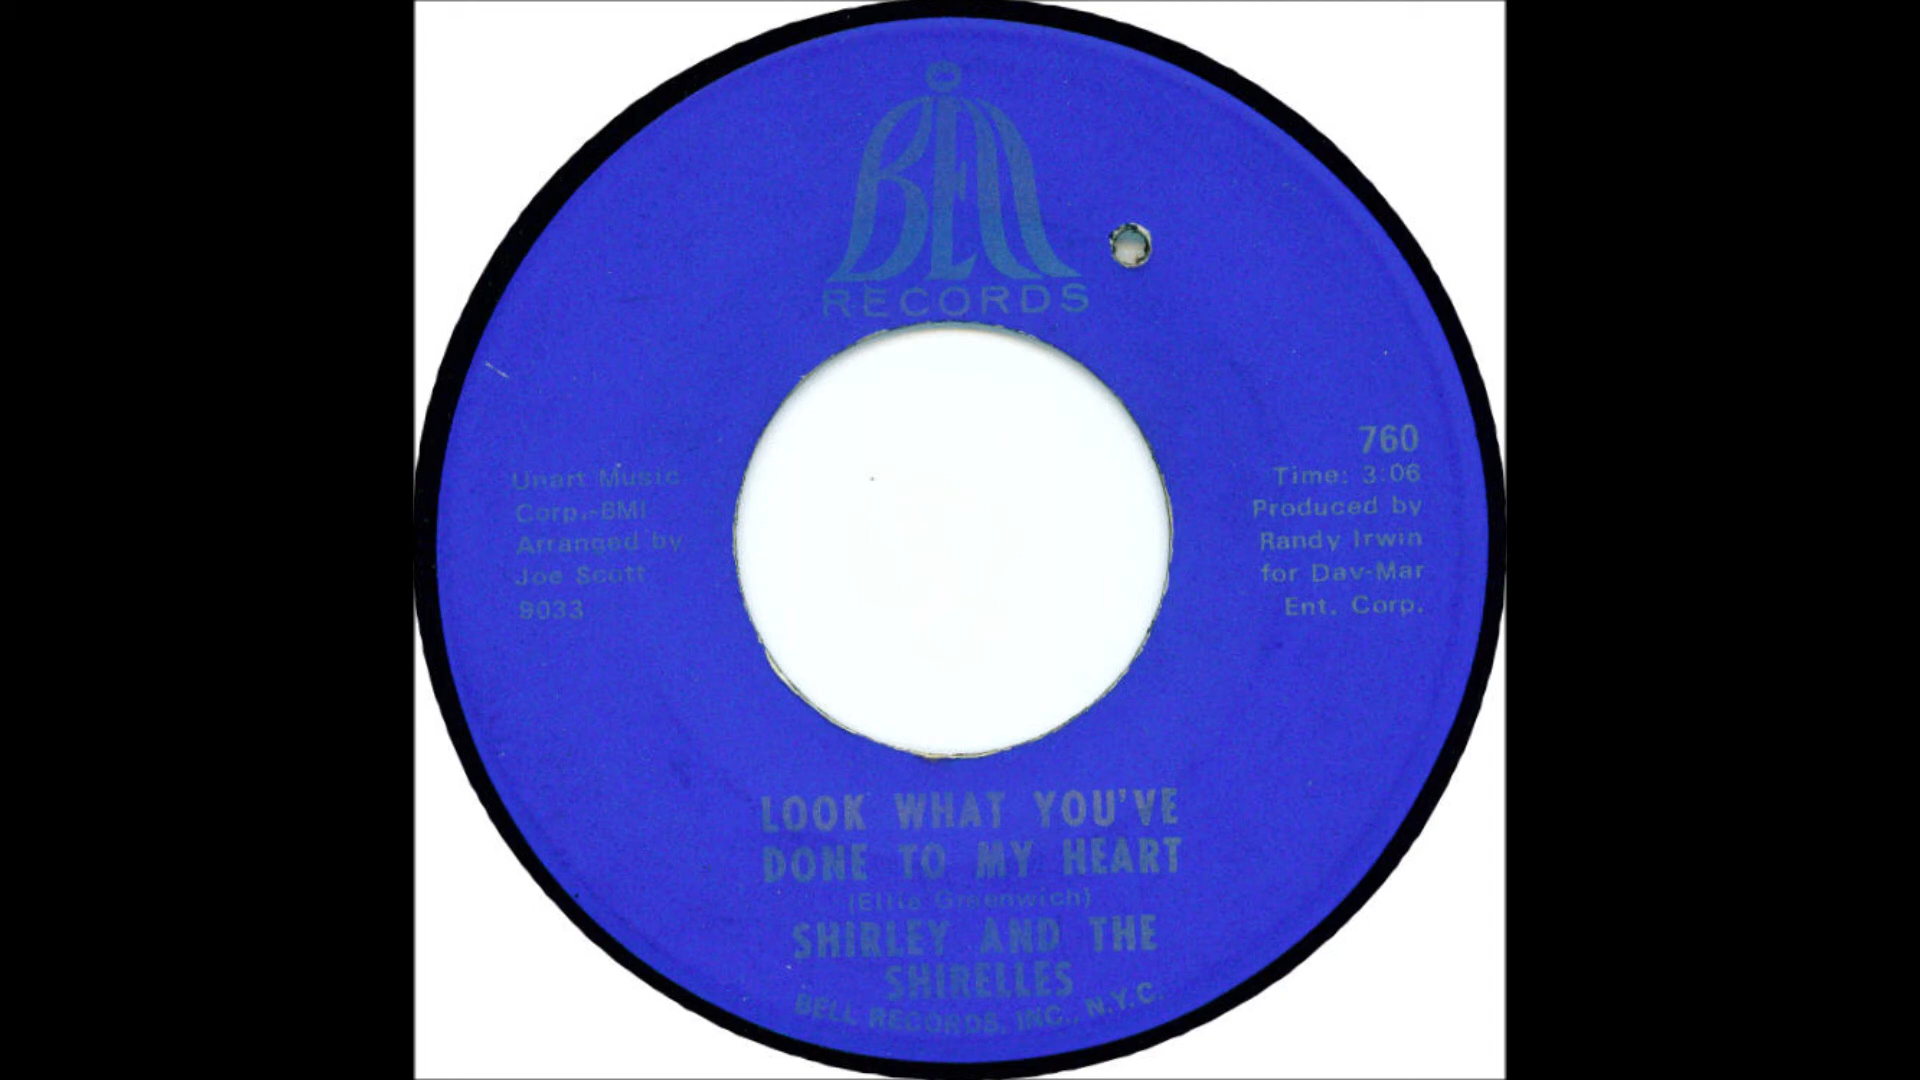 BELL
RECORDS
760
Time: 3:06
Produced by
Randy Irwin
for Dav-Mar
Ent. Corp.
Unart Music
Corp.-BMI
Arranged by
Joe Scott
9033
LOOK WHAT YOU'VE
DONE TO MY HEART
(Ellie Greenwich)
SHIRLEY AND THE
SHIRELLES
BELL RECORDS, INC., N.Y.C.